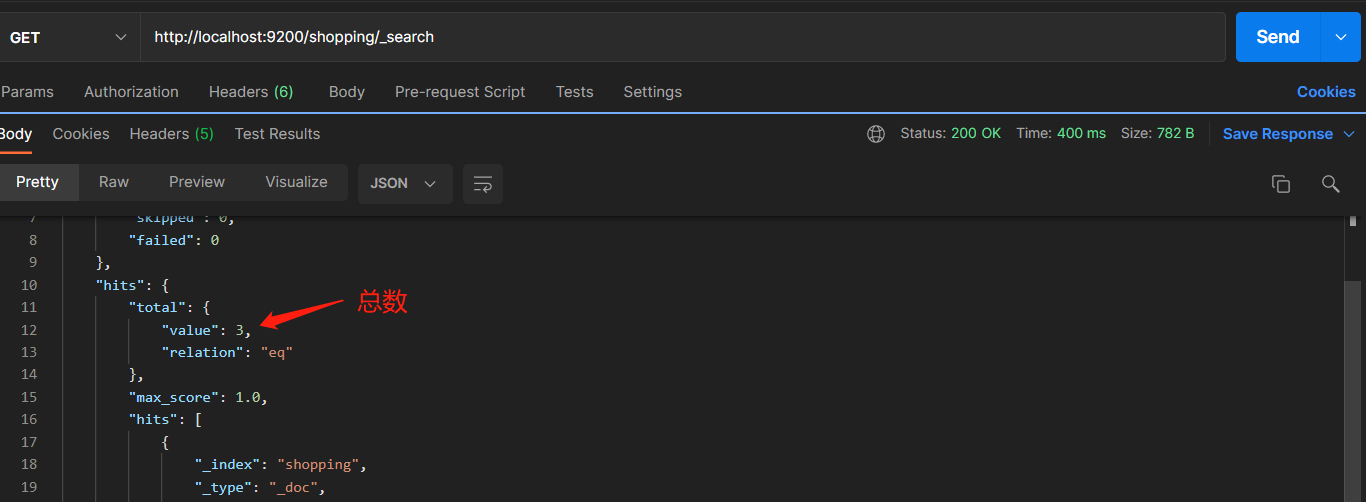 GET http://localhost:9200/shopping/_search Send
Params Authorization Headers (6) Body Pre-request Script Tests Settings Cookies
Body Cookies Headers (5) Test Results Status: 200 OK Time: 400 ms Size: 782 B Save Response
Pretty Raw Preview Visualize JSON
7 "skipped": 0,
8 "failed": 0
9 },
10 "hits": {
11 "total": {
总数
12 "value": 3,
13 "relation": "eq"
14 },
15 "max_score": 1.0,
16 "hits": [
17 {
18 "_index": "shopping",
19 "_type": "_doc",